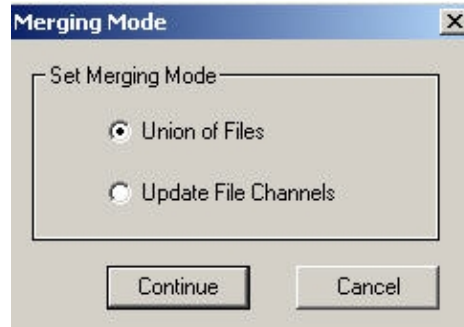 Merging Mode
Set Merging Mode
Union of Files
Update File Channels
Continue Cancel